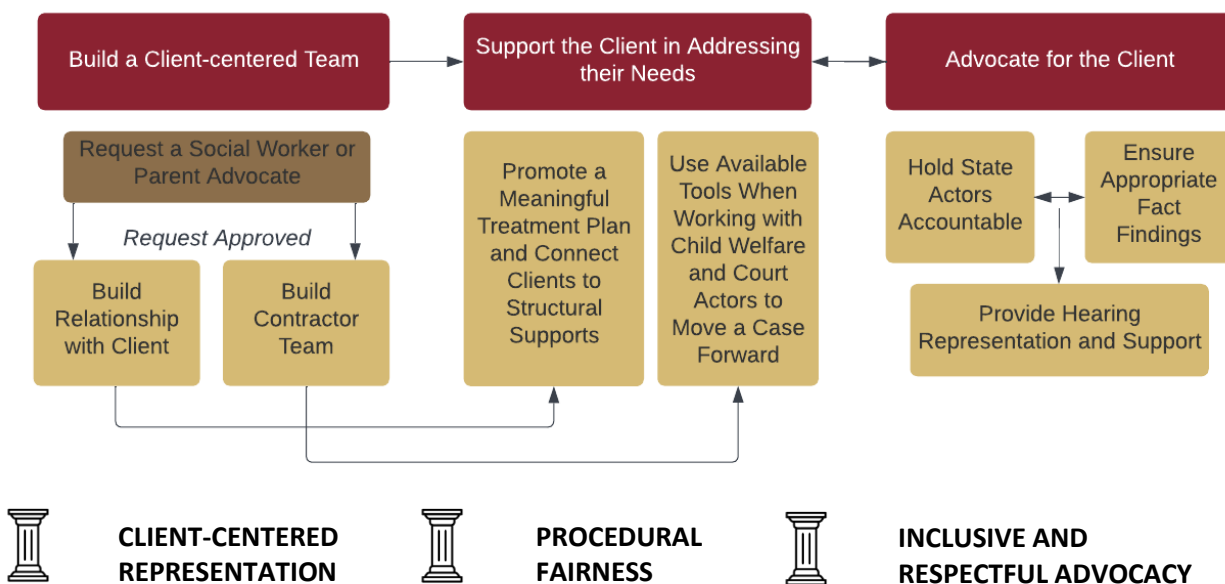 Build a Client-centered Team
Support the Client in Addressing
their Needs
Advocate for the Client
Request a Social Worker or
Parent Advocate
Request Approved
Build
Relationship
with Client
Build
Contractor
Team
Promote a
Meaningful
Treatment Plan
and Connect
Clients to
Structural
Supports
Use Available
Tools When
Working with
Child Welfare
and Court
Actors to
Move a Case
Forward
Hold State
Actors
Accountable
Ensure
Appropriate
Fact
Findings
Provide Hearing
Representation and Support
CLIENT-CENTERED
REPRESENTATION
PROCEDURAL
FAIRNESS
INCLUSIVE AND
RESPECTFUL ADVOCACY